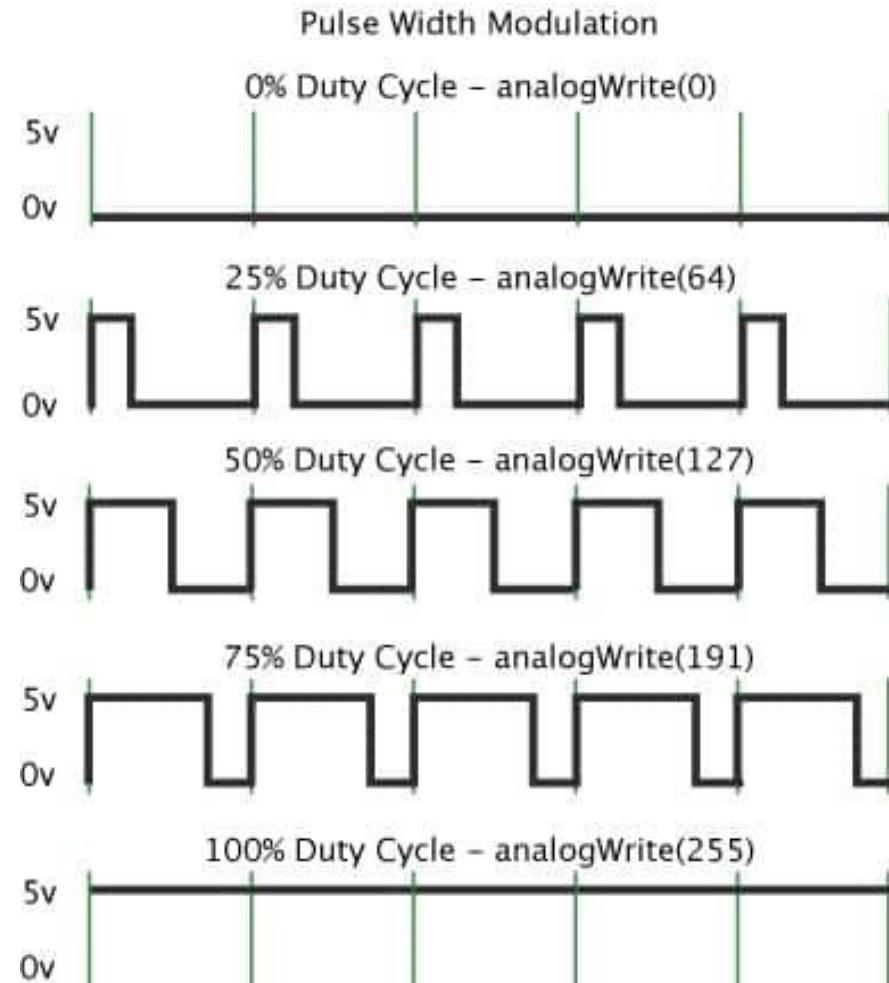 Pulse Width Modulation
0% Duty Cycle – analogWrite(0)
5v
0v
25% Duty Cycle – analogWrite(64)
5v
0v
50% Duty Cycle – analogWrite(127)
5v
0v
75% Duty Cycle – analogWrite(191)
5v
0v
100% Duty Cycle – analogWrite(255)
5v
0v